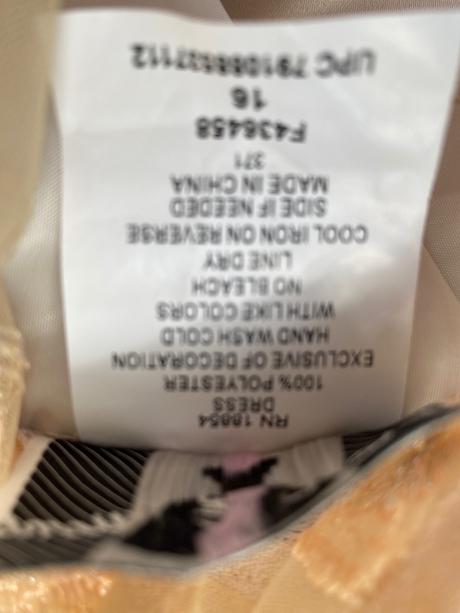 RN 18854
DRESS
100% POLYESTER
EXCLUSIVE OF DECORATION
HAND WASH COLD
WITH LIKE COLORS
NO BLEACH
LINE DRY
COOL IRON ON REVERSE
SIDE IF NEEDED
MADE IN CHINA
371
F436458
16
UPC